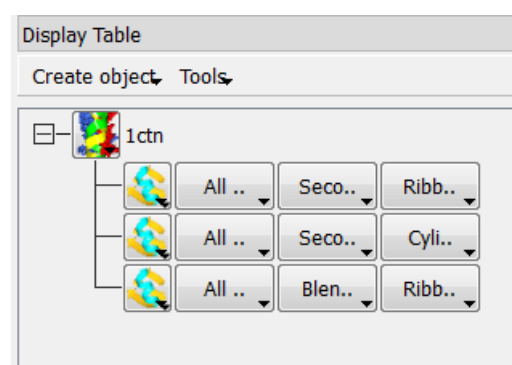 Display Table
Create object Tools
1ctn
All .. Seco.. Ribb..
All .. Seco.. Cyli..
All .. Blen.. Ribb..